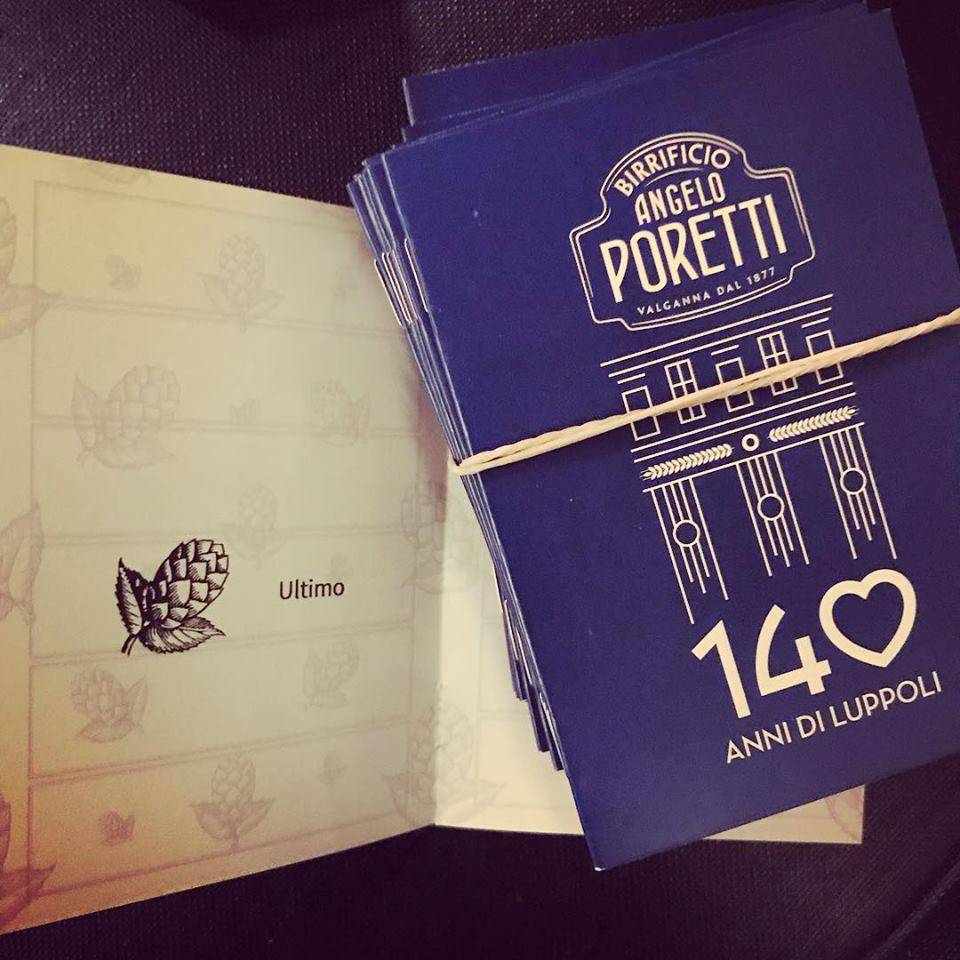 BIRRIFICIO
ANGELO
PORETTI
VALGANNA DAL 1877
140
ANNI DI LUPPOLI
Ultimo